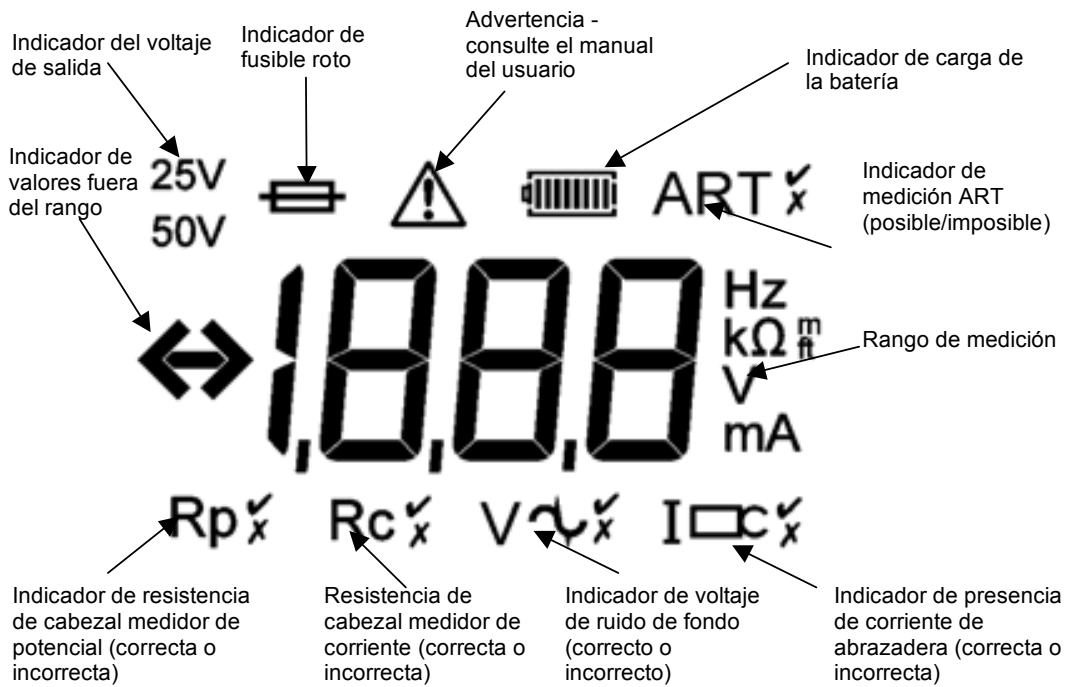 Indicador del voltaje
de salida
Indicador de
fusible roto
Advertencia -
consulte el manual
del usuario
Indicador de carga de
la batería
Indicador de
valores fuera
del rango
25V
50V
ART ✔
✗
Indicador de
medición ART
(posible/imposible)
1,8,8,8
Hz
kΩ m
ft
V
mA
Rango de medición
Rp ✔
✗
Rc ✔
✗
V ✔
✗
I C ✔
✗
Indicador de resistencia
de cabezal medidor de
potencial (correcta o
incorrecta)
Resistencia de
cabezal medidor de
corriente (correcta o
incorrecta)
Indicador de voltaje
de ruido de fondo
(correcto o
incorrecto)
Indicador de presencia
de corriente de
abrazadera (correcta o
incorrecta)